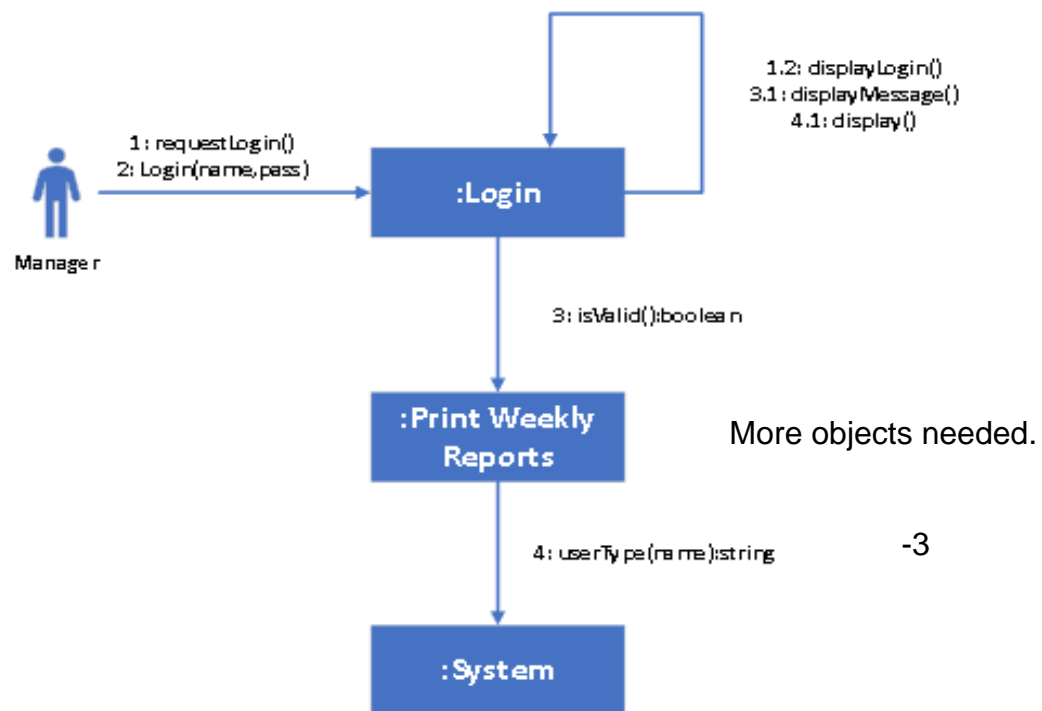 1.2: displayLogin()
3.1: displayMessage()
4.1: display()
1: requestLogin()
2: Login(name,pass)
:Login
Manager
3: isValid():boolean
:Print Weekly
Reports
More objects needed.
4: userType(name):string
-3
:System